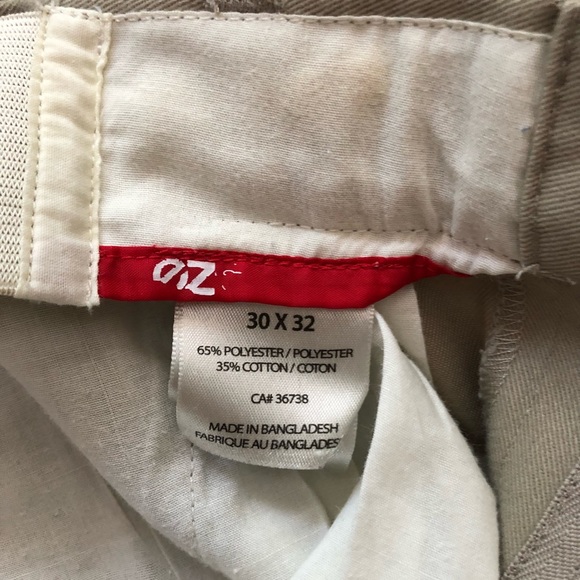 30 X 32
65% POLYESTER / POLYESTER
35% COTTON / COTON
CA# 36738
MADE IN BANGLADESH
FABRIQUE AU BANGLADES